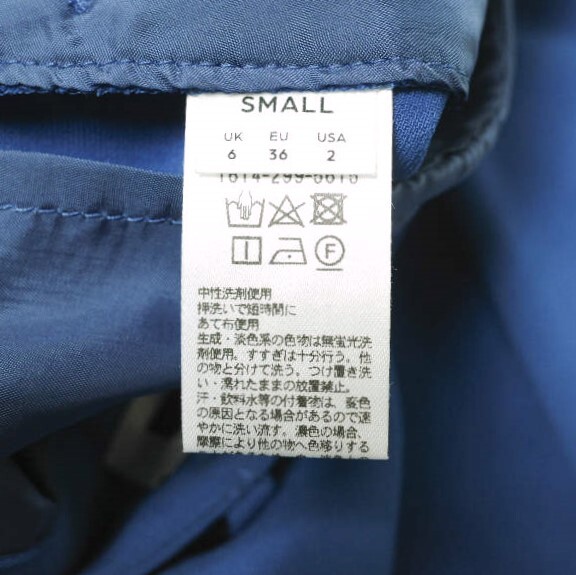 SMALL
UK EU USA
6 36 2
1614-299-6616
F
中性洗剤使用
押洗いで短時間に
あて布使用
生成・淡色系の色物は無蛍光洗
剤使用。すすぎは十分行う。他
の物と分けて洗う。つけ置き洗
い・濡れたままの放置禁止。
汗・飲料水等の付着物は、変色
の原因となる場合があるので速
やかに洗い流す。濃色の場合、
摩擦により他の物へ色移りする